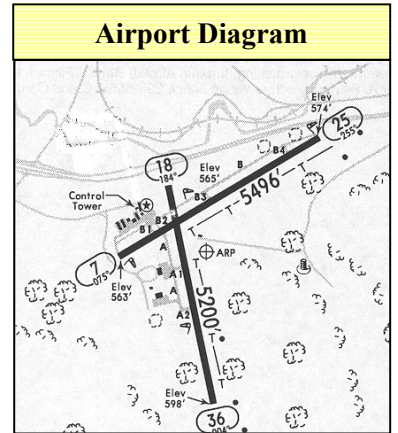 Airport Diagram
Elev
574'
25
255°
18
184°
Elev
565'
B
B4
5496'
Control
Tower
B3
B2
B1
A
ARP
7
075°
Elev
563'
A1
A
A2
5200'
Elev
598'
36
004°